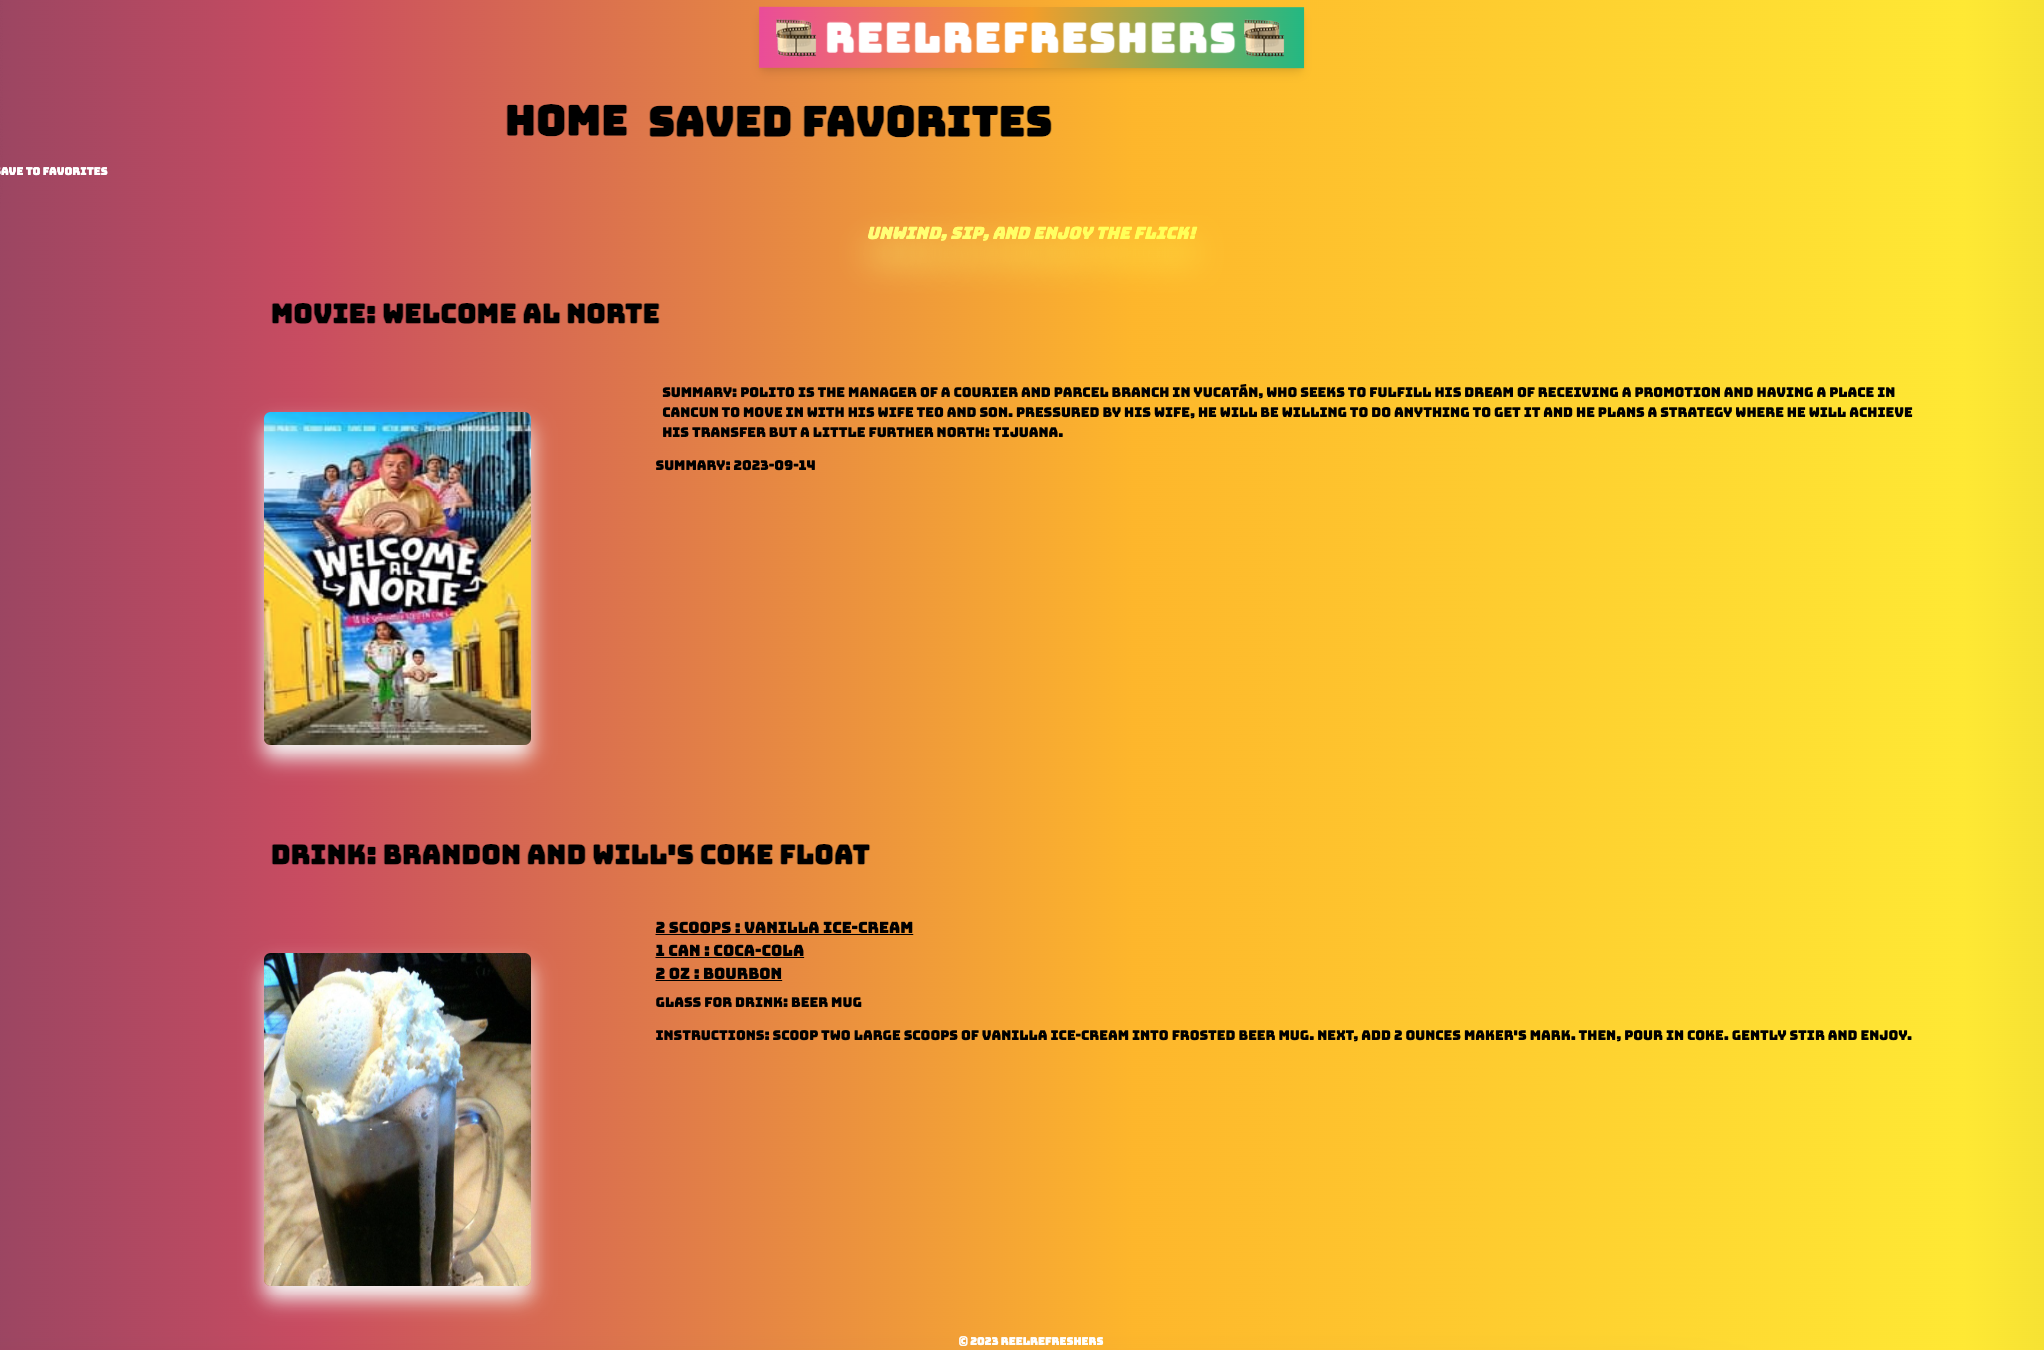 REELREFRESHERS
HOME SAVED FAVORITES
AVE TO FAVORITES
UNWIND, SIP, AND ENJOY THE FLICK!
MOVIE: WELCOME AL NORTE
SUMMARY: POLITO IS THE MANAGER OF A COURIER AND PARCEL BRANCH IN YUCATÁN, WHO SEEKS TO FULFILL HIS DREAM OF RECEIVING A PROMOTION AND HAVING A PLACE IN
CANCUN TO MOVE IN WITH HIS WIFE TEO AND SON. PRESSURED BY HIS WIFE, HE WILL BE WILLING TO DO ANYTHING TO GET IT AND HE PLANS A STRATEGY WHERE HE WILL ACHIEVE
HIS TRANSFER BUT A LITTLE FURTHER NORTH: TIJUANA.
SUMMARY: 2023-09-14
WELCOME
AL
NORTE
DRINK: BRANDON AND WILL'S COKE FLOAT
2 SCOOPS : VANILLA ICE-CREAM
1 CAN : COCA-COLA
2 OZ : BOURBON
GLASS FOR DRINK: BEER MUG
INSTRUCTIONS: SCOOP TWO LARGE SCOOPS OF VANILLA ICE-CREAM INTO FROSTED BEER MUG. NEXT, ADD 2 OUNCES MAKER'S MARK. THEN, POUR IN COKE. GENTLY STIR AND ENJOY.
© 2023 REELREFRESHERS